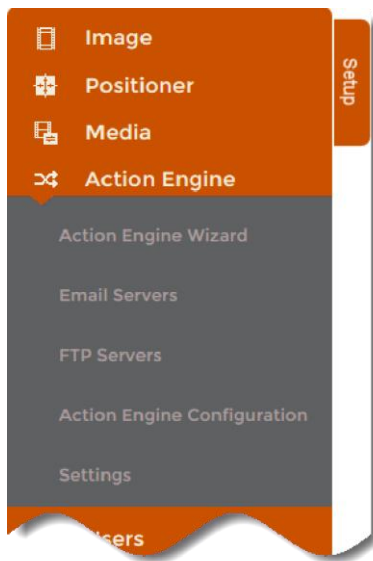 Image
Setup
Positioner
Media
Action Engine
Action Engine Wizard
Email Servers
FTP Servers
Action Engine Configuration
Settings